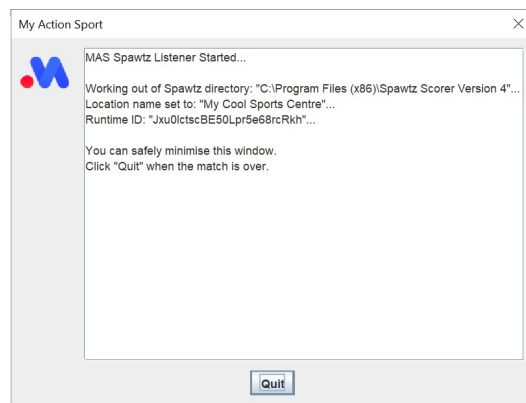 My Action Sport
MAS Spawtz Listener Started...
Working out of Spawtz directory: "C:\Program Files (x86)\Spawtz Scorer Version 4"...
Location name set to: "My Cool Sports Centre"...
Runtime ID: "Jxu0lctscBE50Lpr5e68rcRkh"...
You can safely minimise this window.
Click "Quit" when the match is over.
Quit